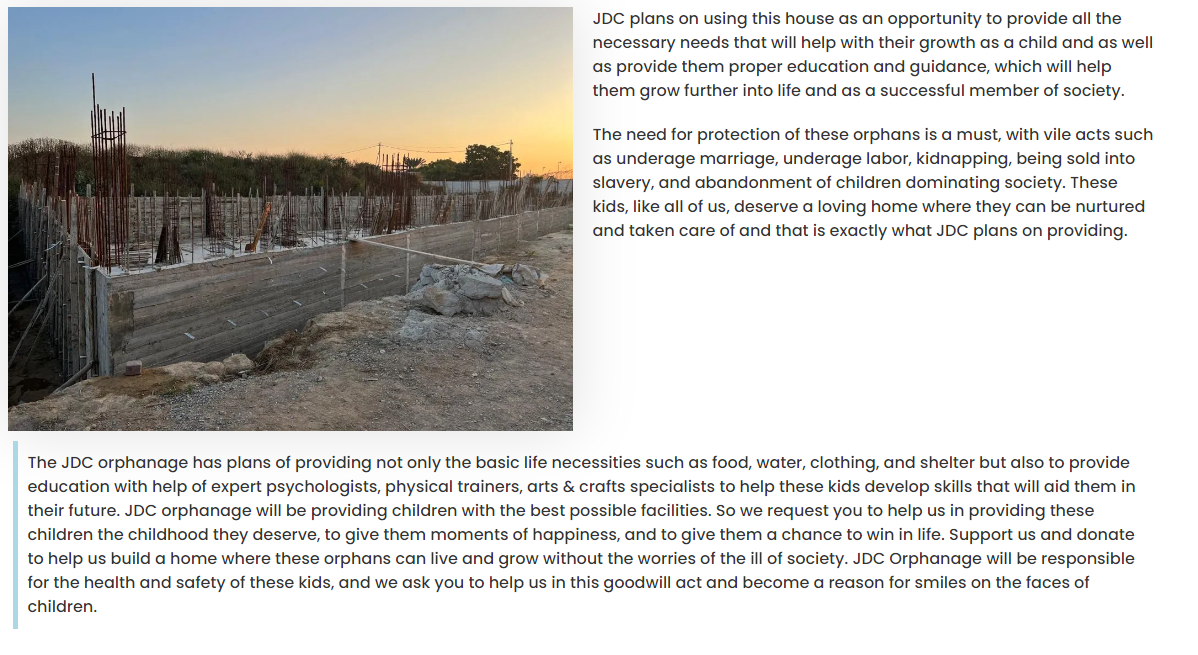 JDC plans on using this house as an opportunity to provide all the
necessary needs that will help with their growth as a child and as well
as provide them proper education and guidance, which will help
them grow further into life and as a successful member of society.
The need for protection of these orphans is a must, with vile acts such
as underage marriage, underage labor, kidnapping, being sold into
slavery, and abandonment of children dominating society. These
kids, like all of us, deserve a loving home where they can be nurtured
and taken care of and that is exactly what JDC plans on providing.
The JDC orphanage has plans of providing not only the basic life necessities such as food, water, clothing, and shelter but also to provide
education with help of expert psychologists, physical trainers, arts & crafts specialists to help these kids develop skills that will aid them in
their future. JDC orphanage will be providing children with the best possible facilities. So we request you to help us in providing these
children the childhood they deserve, to give them moments of happiness, and to give them a chance to win in life. Support us and donate
to help us build a home where these orphans can live and grow without the worries of the ill of society. JDC Orphanage will be responsible
for the health and safety of these kids, and we ask you to help us in this goodwill act and become a reason for smiles on the faces of
children.